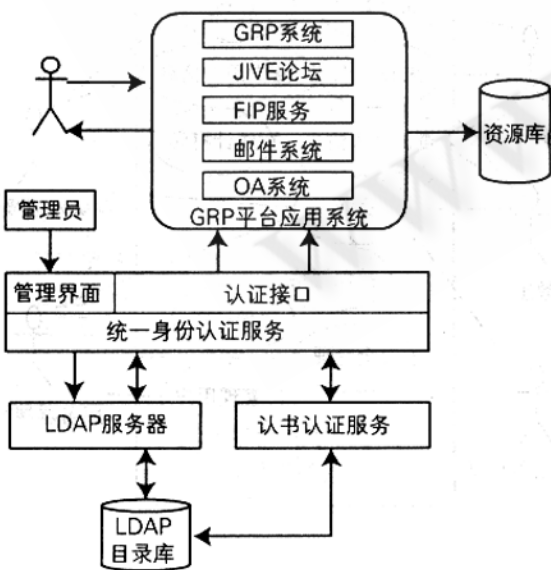 GRP系统
JIVE论坛
FIP服务
邮件系统
OA系统
GRP平台应用系统
资源库
管理员
管理界面
认证接口
统一身份认证服务
LDAP服务器
认书认证服务
LDAP
目录库